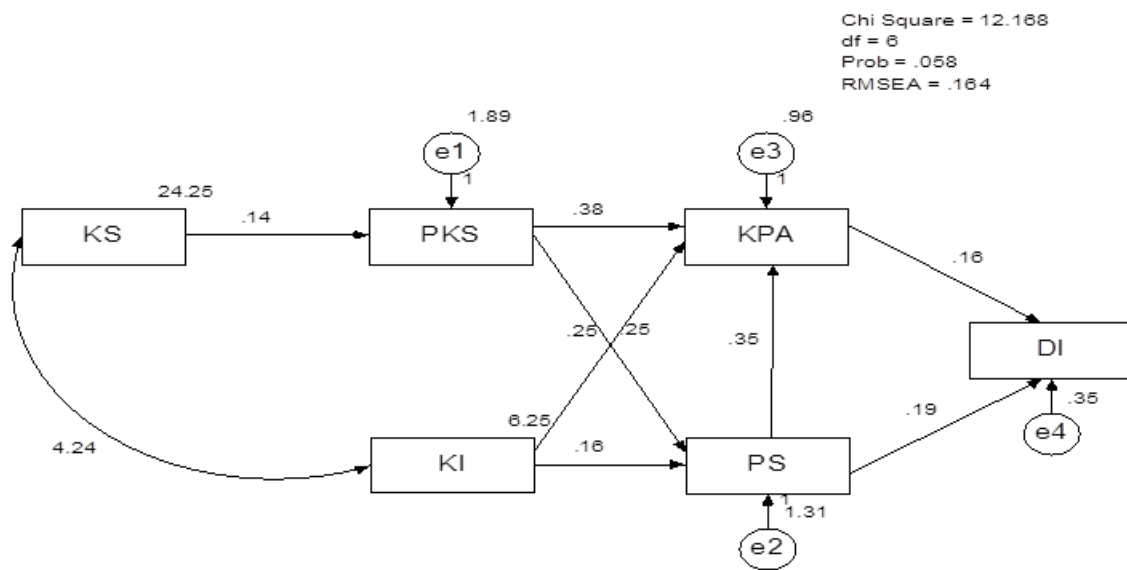 Chi Square = 12.168
df = 6
Prob = .058
RMSEA = .164
1.89
.96
e1
e3
1
1
24.25
KS
.14
PKS
.38
KPA
.16
.25
.25
.35
DI
6.25
.19
.35
4.24
KI
.16
PS
e4
1
1.31
e2